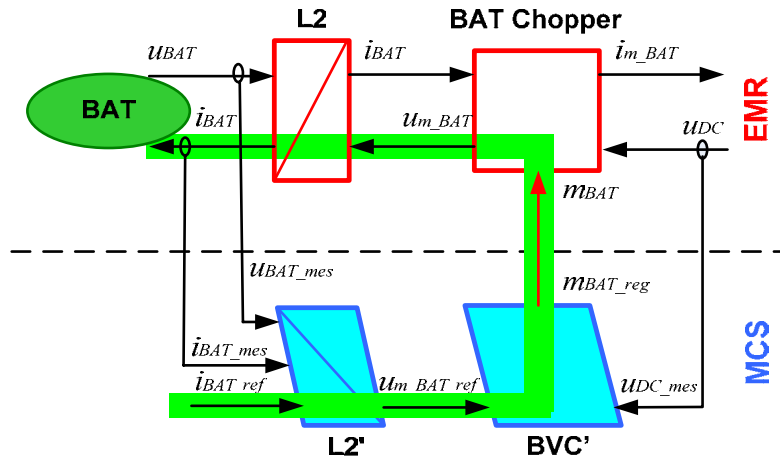 L2
BAT Chopper
uBAT
iBAT
im_BAT
BAT
iBAT
um_BAT
uDC
EMR
mBAT
uBAT_mes
mBAT_reg
iBAT_mes
iBAT_ref
um_BAT_ref
uDC_mes
MCS
L2'
BVC'